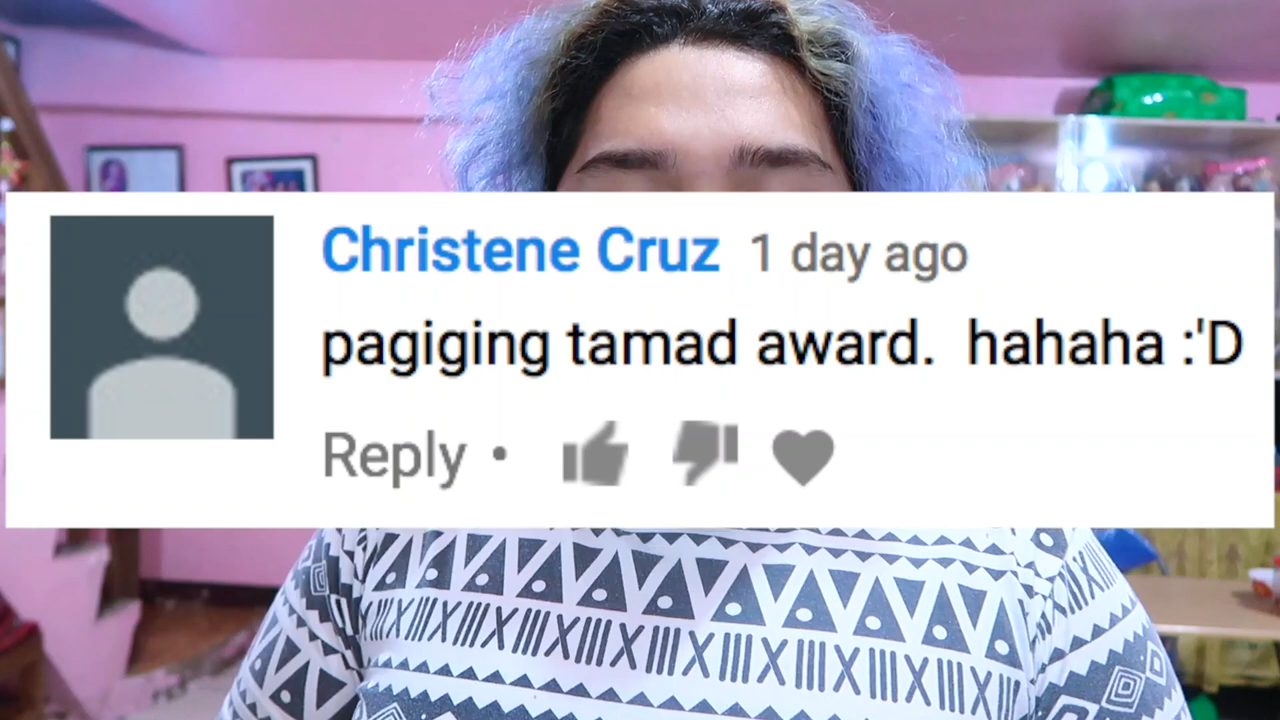 Christene Cruz 1 day ago
pagiging tamad award. hahaha :'D
Reply •